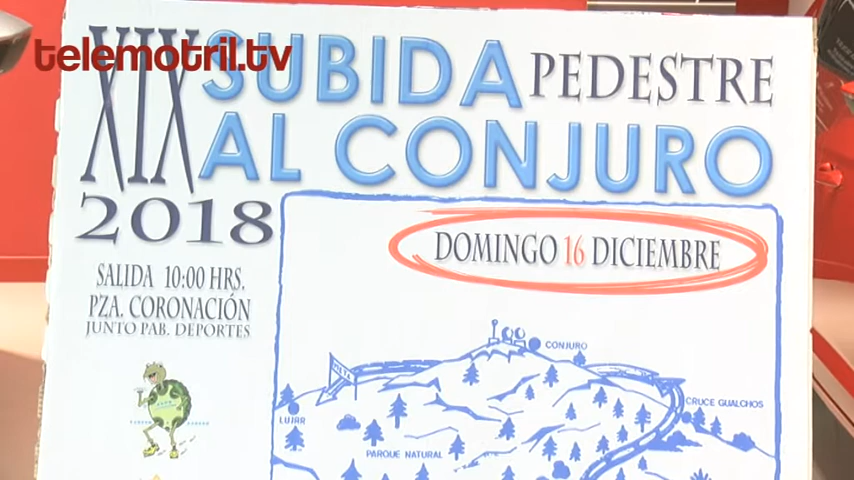 telemotril.tv
XIX SUBIDA PEDESTRE
AL CONJURO
2018
DOMINGO 16 DICIEMBRE
SALIDA 10:00 HRS.
PZA. CORONACIÓN
JUNTO PAB. DEPORTES
CONJURO
META
CRUCE GUALCHOS
LUJAR
PARQUE NATURAL